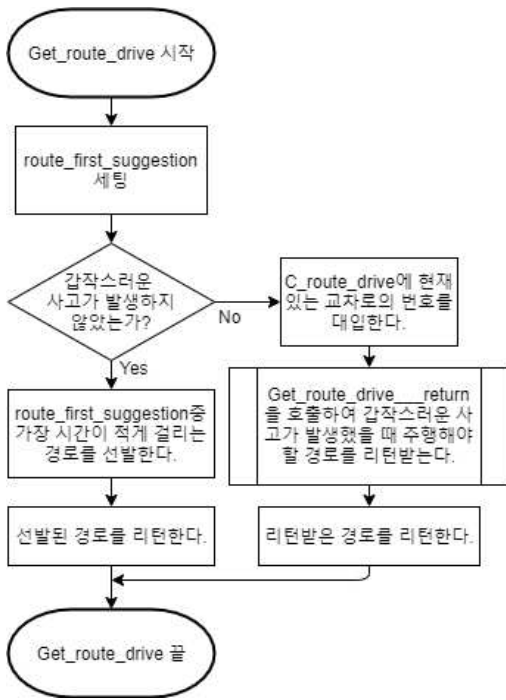 Get_route_drive 시작
route_first_suggestion
세팅
갑작스러운
사고가 발생하지
않았는가?
No
Yes
C_route_drive에 현재
있는 교차로의 번호를
대입한다.
route_first_suggestion중
가장 시간이 적게 걸리는
경로를 선발한다.
Get_route_drive___return
을 호출하여 갑작스러운 사
고가 발생했을 때 주행해야
할 경로를 리턴받는다.
선발된 경로를 리턴한다.
리턴받은 경로를 리턴한다.
Get_route_drive 끝